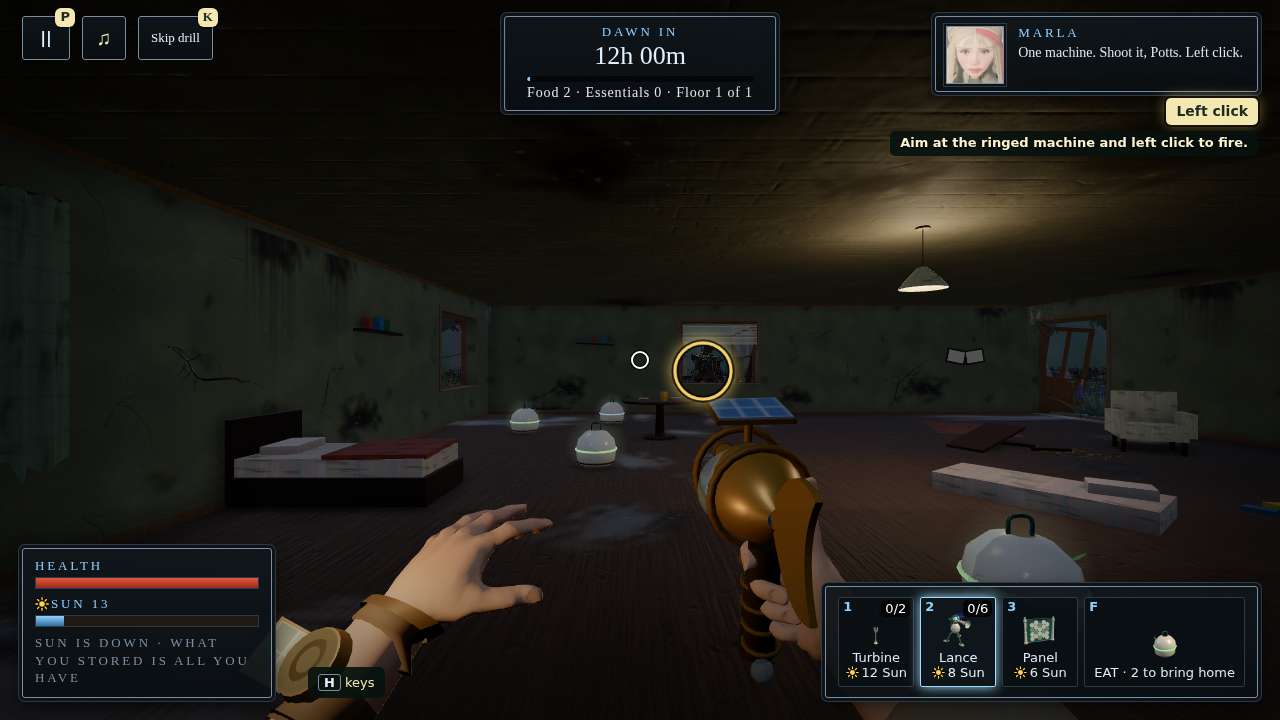 P
K
Skip drill
DAWN IN
12h 00m
Food 2 · Essentials 0 · Floor 1 of 1
MARLA
One machine. Shoot it, Potts. Left click.
Left click
Aim at the ringed machine and left click to fire.
HEALTH
SUN 13
SUN IS DOWN · WHAT
YOU STORED IS ALL YOU
HAVE
H keys
1 0/2
Turbine
12 Sun
2 0/6
Lance
8 Sun
3
Panel
6 Sun
F
EAT · 2 to bring home